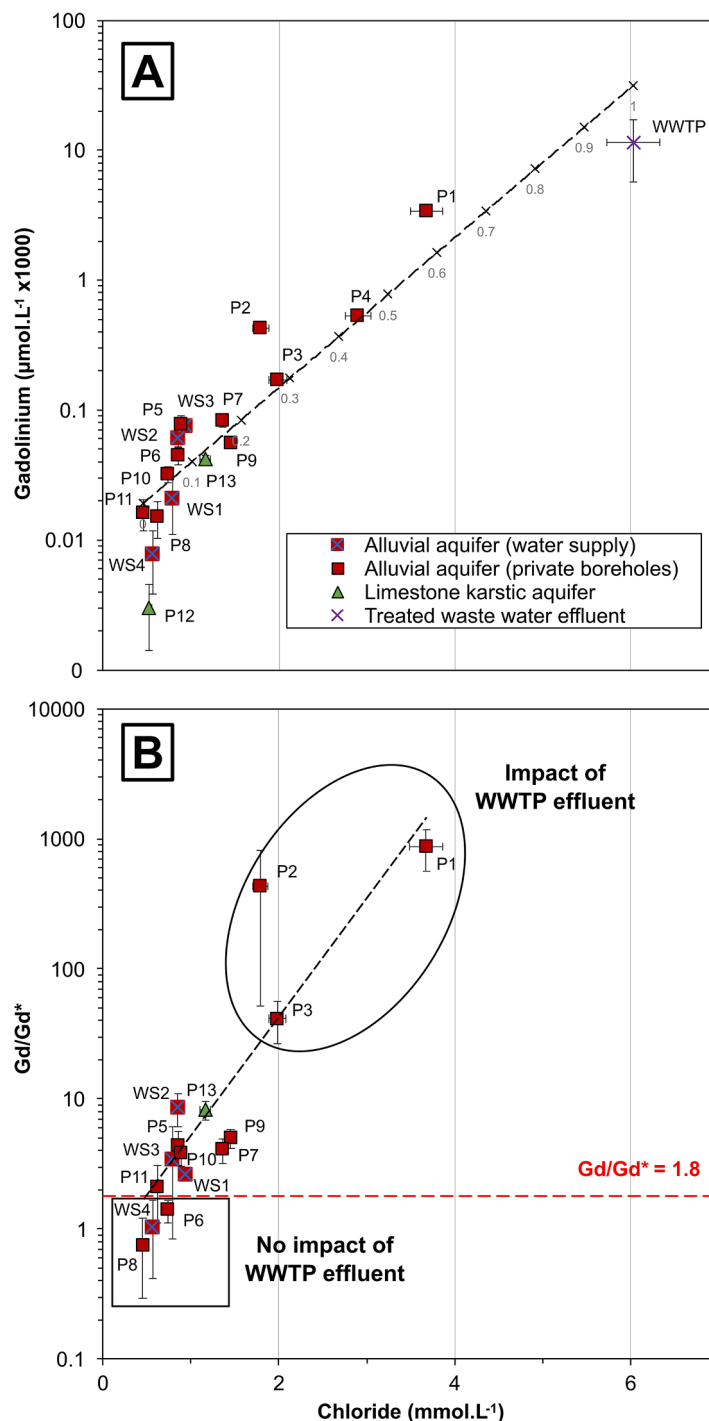 100
A
10
1
0.1
0.01
0
Gadolinium (µmol.L⁻¹ x1000)
WWTP
1
0.9
0.8
P1
0.7
0.6
P4
0.5
P2
0.4
P3
0.3
WS3
P7
P5
WS2
0.2
P9
P6
P13
P10
0.1
P11
WS1
0
P8
WS4
P12
Alluvial aquifer (water supply)
Alluvial aquifer (private boreholes)
Limestone karstic aquifer
Treated waste water effluent
10000
B
1000
100
10
1
0.1
Gd/Gd*
Impact of
WWTP effluent
P2
P1
P3
WS2
P13
P5
P9
WS3
P10
P7
P11
WS1
Gd/Gd* = 1.8
WS4
P6
P8
No impact of
WWTP effluent
0
2
4
6
Chloride (mmol.L⁻¹)